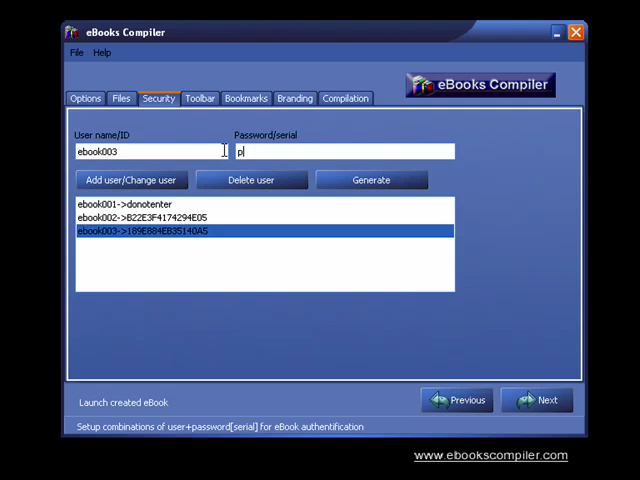 eBooks Compiler
File Help
eBooks Compiler
Options Files Security Toolbar Bookmarks Branding Compilation
User name/ID Password/serial
ebook003 p
Add user/Change user Delete user Generate
ebook001->donotenter
ebook002->B22E3F4174294E05
ebook003->189E884EB35140A5
Launch created eBook
Previous Next
Setup combinations of user+password[serial] for eBook authentification
www.ebookscompiler.com